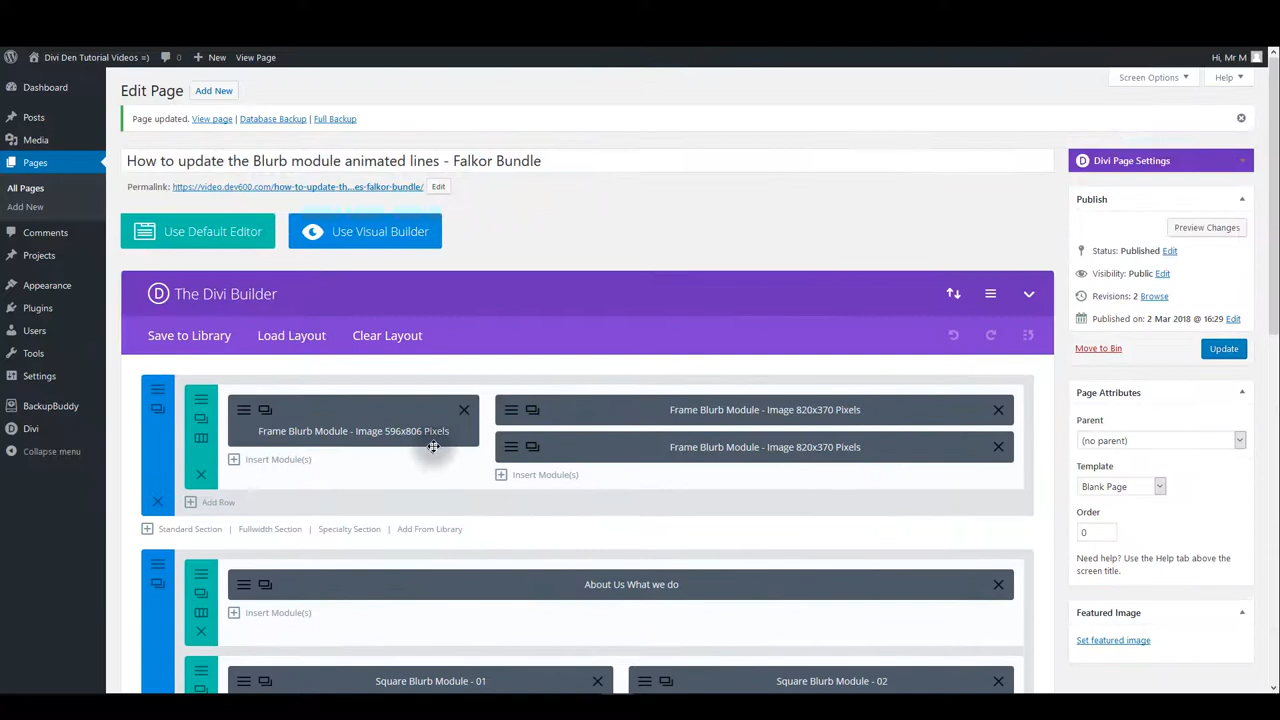 Divi Den Tutorial Videos =) 0 New View Page Hi, Mr M
Screen Options Help
Dashboard
Posts
Media
Pages
All Pages
Add New
Comments
Projects
Appearance
Plugins
Users
Tools
Settings
BackupBuddy
Divi
Collapse menu
Edit Page Add New
Page updated. View page | Database Backup | Full Backup
How to update the Blurb module animated lines - Falkor Bundle
Permalink: https://video.dev600.com/how-to-update-th...es-falkor-bundle/ Edit
Use Default Editor Use Visual Builder
D The Divi Builder
Save to Library Load Layout Clear Layout
Frame Blurb Module - Image 596x806 Pixels
Insert Module(s)
Frame Blurb Module - Image 820x370 Pixels
Frame Blurb Module - Image 820x370 Pixels
Insert Module(s)
Add Row
Standard Section | Fullwidth Section | Specialty Section | Add From Library
About Us What we do
Insert Module(s)
Square Blurb Module - 01 Square Blurb Module - 02
D Divi Page Settings
Publish
Preview Changes
Status: Published Edit
Visibility: Public Edit
Revisions: 2 Browse
Published on: 2 Mar 2018 @ 16:29 Edit
Move to Bin Update
Page Attributes
Parent
(no parent)
Template
Blank Page
Order
0
Need help? Use the Help tab above the
screen title.
Featured Image
Set featured image